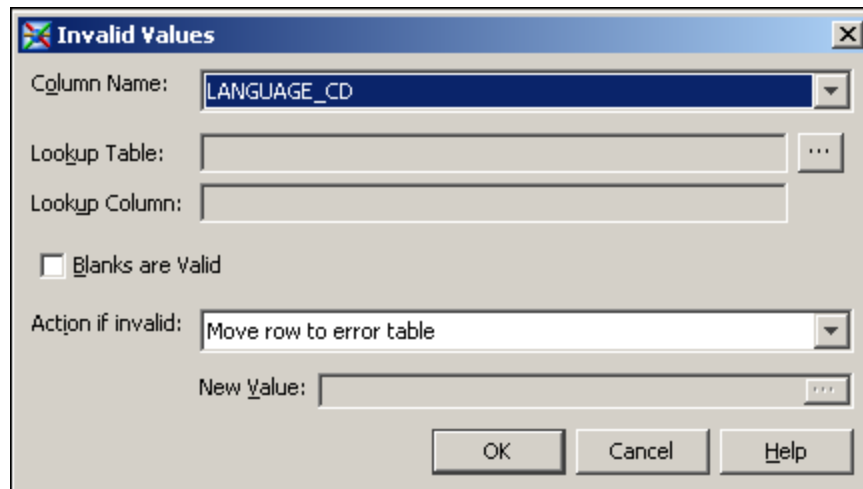 Invalid Values
Column Name: LANGUAGE_CD
Lookup Table: ...
Lookup Column:
Blanks are Valid
Action if invalid: Move row to error table
New Value: ...
OK Cancel Help